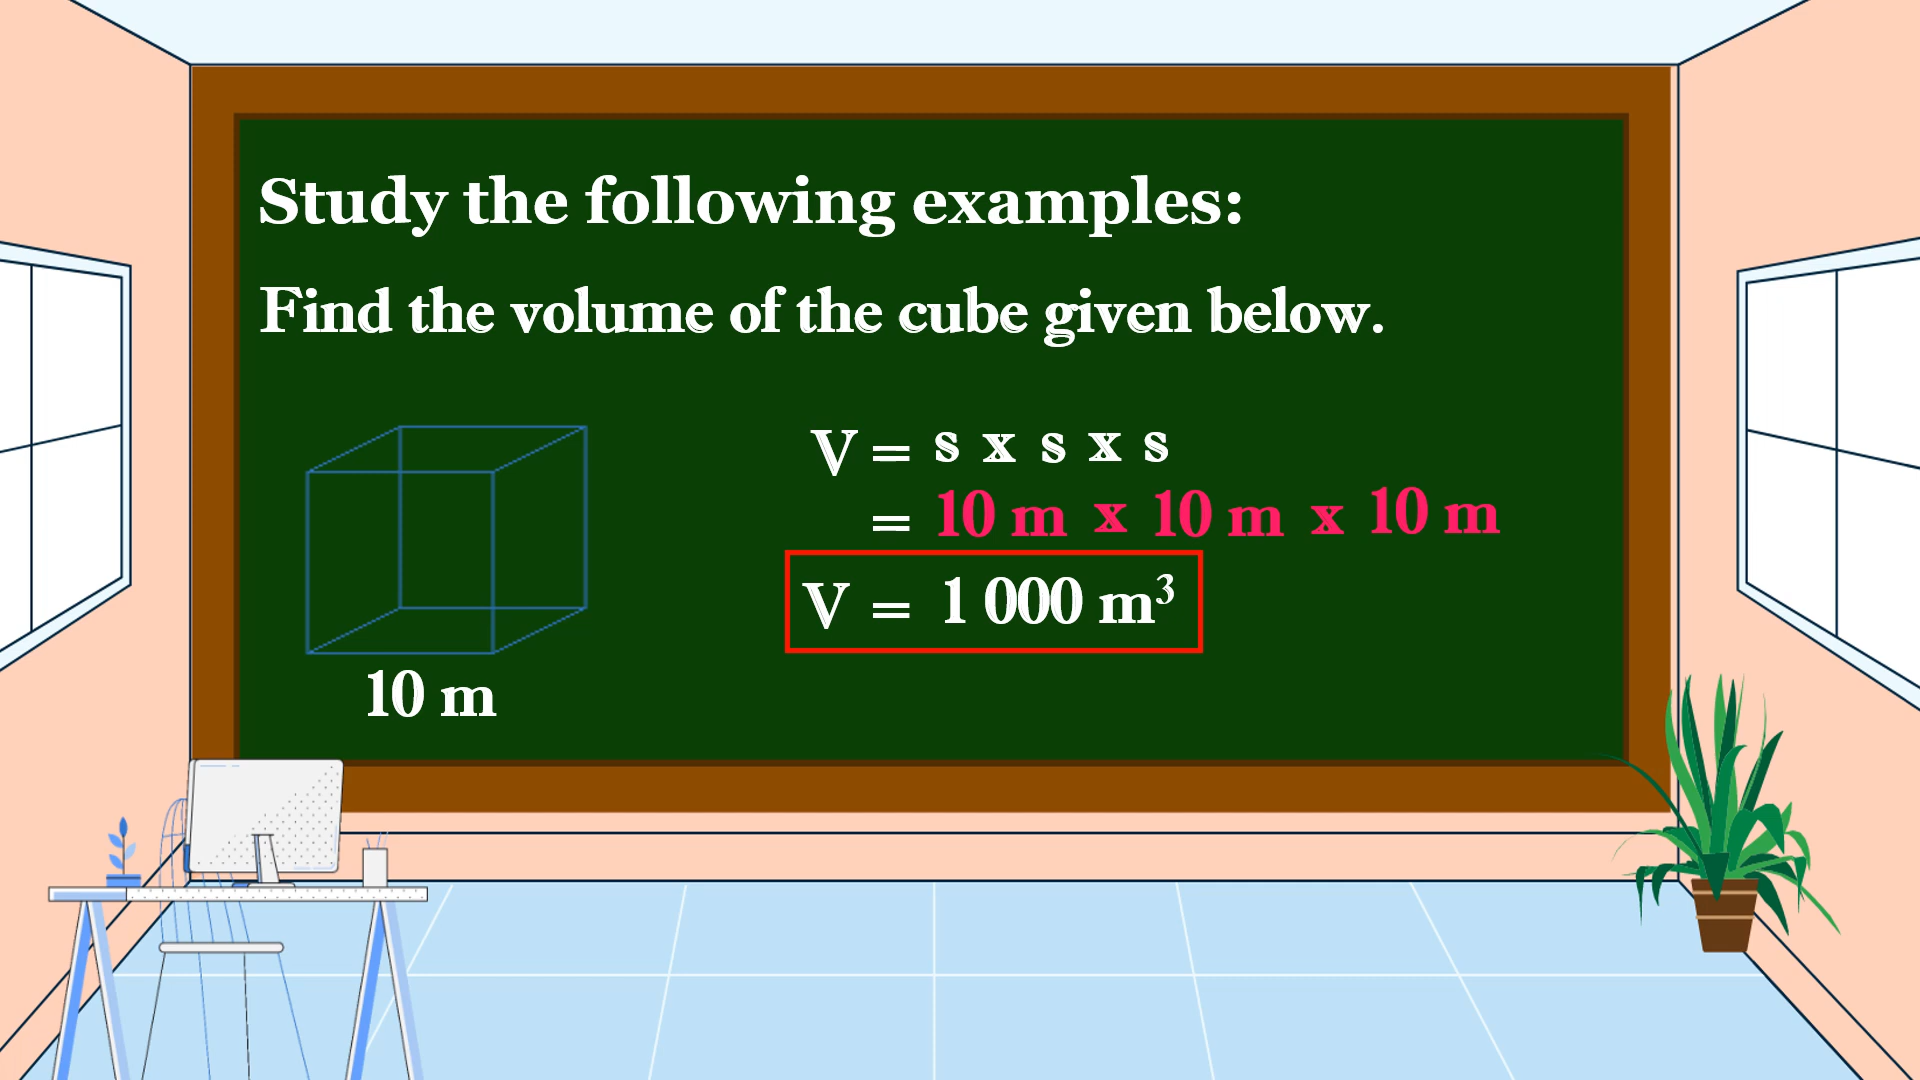 Study the following examples:
Find the volume of the cube given below.
V = s x s x s
= 10 m x 10 m x 10 m
V = 1 000 m³
10 m